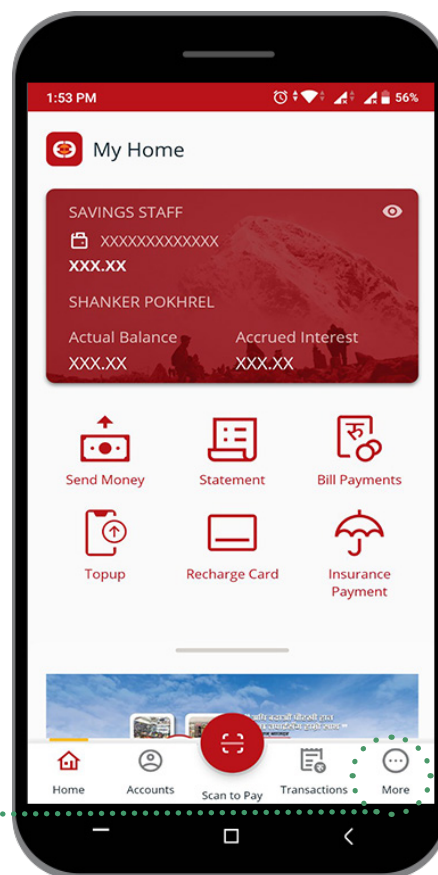 1:53 PM
56%
My Home
SAVINGS STAFF
XXXXXXXXXXXXX
XXX.XX
SHANKER POKHREL
Actual Balance Accrued Interest
XXX.XX XXX.XX
रु
Send Money Statement Bill Payments
Topup Recharge Card Insurance
Payment
Home Accounts Scan to Pay Transactions More